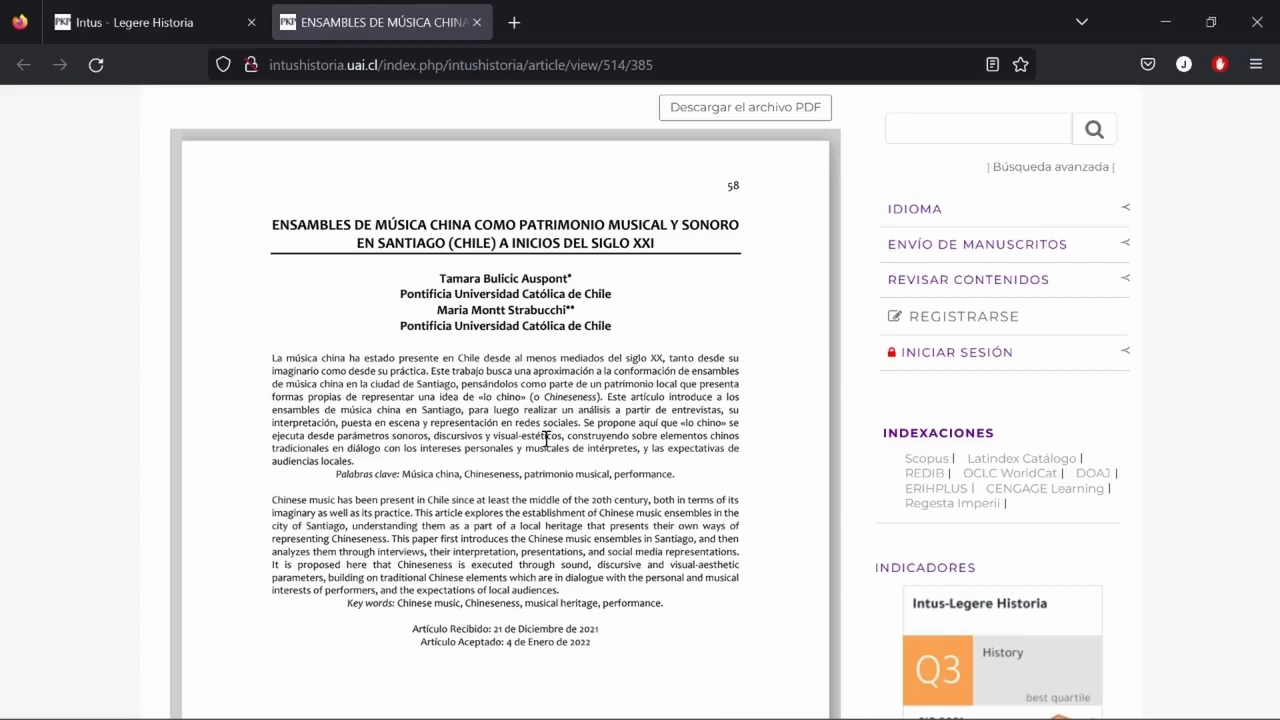 PKP Intus - Legere Historia
PKP ENSAMBLES DE MÚSICA CHINA
intushistoria.uai.cl/index.php/intushistoria/article/view/514/385
J
Descargar el archivo PDF
58
ENSAMBLES DE MÚSICA CHINA COMO PATRIMONIO MUSICAL Y SONORO
EN SANTIAGO (CHILE) A INICIOS DEL SIGLO XXI
Tamara Bulicic Auspont*
Pontificia Universidad Católica de Chile
Maria Montt Strabucchi**
Pontificia Universidad Católica de Chile
La música china ha estado presente en Chile desde al menos mediados del siglo XX, tanto desde su
imaginario como desde su práctica. Este trabajo busca una aproximación a la conformación de ensambles
de música china en la ciudad de Santiago, pensándolos como parte de un patrimonio local que presenta
formas propias de representar una idea de «lo chino» (o Chineseness). Este artículo introduce a los
ensambles de música china en Santiago, para luego realizar un análisis a partir de entrevistas, su
interpretación, puesta en escena y representación en redes sociales. Se propone aquí que «lo chino» se
ejecuta desde parámetros sonoros, discursivos y visual-estéticos, construyendo sobre elementos chinos
tradicionales en diálogo con los intereses personales y musicales de intérpretes, y las expectativas de
audiencias locales.
Palabras clave: Música china, Chineseness, patrimonio musical, performance.
Chinese music has been present in Chile since at least the middle of the 20th century, both in terms of its
imaginary as well as its practice. This article explores the establishment of Chinese music ensembles in the
city of Santiago, understanding them as a part of a local heritage that presents their own ways of
representing Chineseness. This paper first introduces the Chinese music ensembles in Santiago, and then
analyzes them through interviews, their interpretation, presentations, and social media representations.
It is proposed here that Chineseness is executed through sound, discursive and visual-aesthetic
parameters, building on traditional Chinese elements which are in dialogue with the personal and musical
interests of performers, and the expectations of local audiences.
Key words: Chinese music, Chineseness, musical heritage, performance.
Artículo Recibido: 21 de Diciembre de 2021
Artículo Aceptado: 4 de Enero de 2022
] Búsqueda avanzada [
IDIOMA
ENVÍO DE MANUSCRITOS
REVISAR CONTENIDOS
REGISTRARSE
INICIAR SESIÓN
INDEXACIONES
Scopus | Latindex Catálogo |
REDIB | OCLC WorldCat | DOAJ |
ERIHPLUS | CENGAGE Learning |
Regesta Imperii |
INDICADORES
Intus-Legere Historia
Q3
History
best quartile